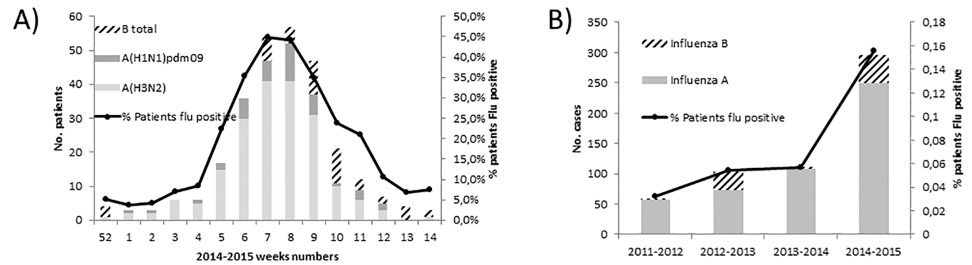 A)
B total
A(H1N1)pdm09
A(H3N2)
% Patients flu positive
No. patients
60
50
40
30
20
10
0
50,0%
45,0%
40,0%
35,0%
30,0%
25,0%
20,0%
15,0%
10,0%
5,0%
0,0%
% patients Flu positive
52 1 2 3 4 5 6 7 8 9 10 11 12 13 14
2014-2015 weeks numbers
B)
Influenza B
Influenza A
% Patients flu positive
No. cases
350
300
250
200
150
100
50
0
0,18
0,16
0,14
0,12
0,1
0,08
0,06
0,04
0,02
0
% patients Flu positive
2011-2012 2012-2013 2013-2014 2014-2015